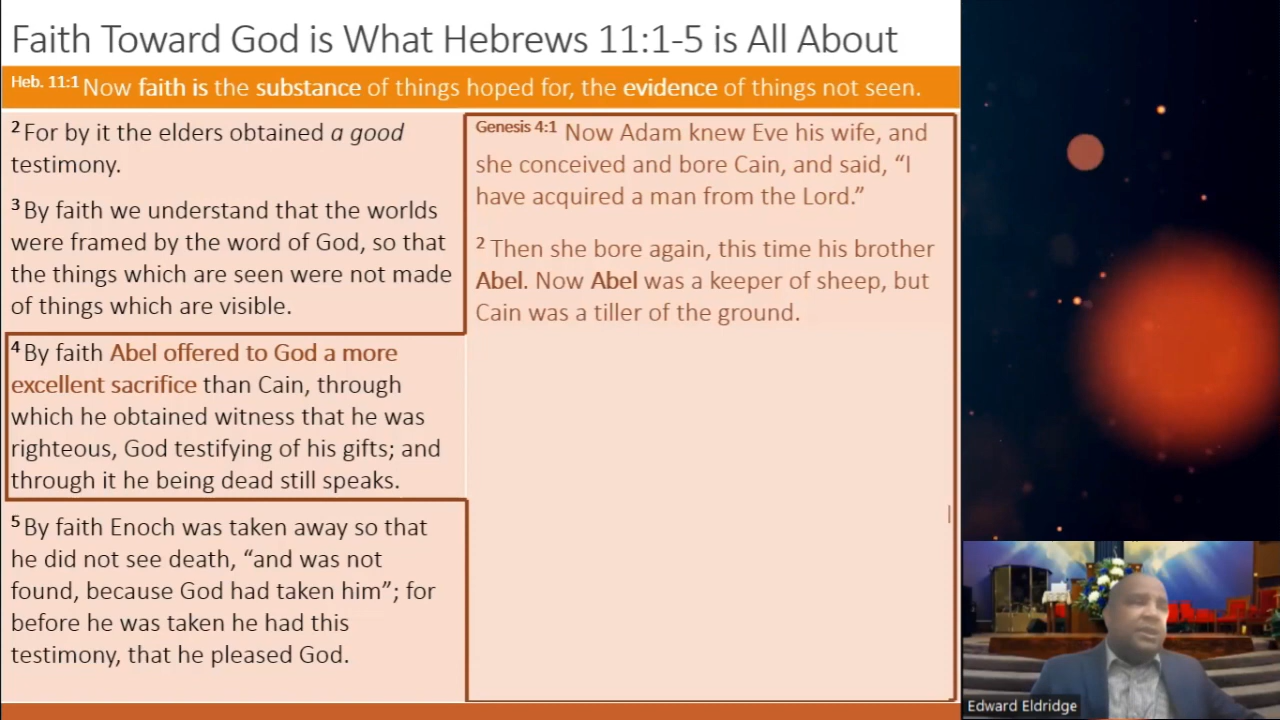 Faith Toward God is What Hebrews 11:1-5 is All About
Heb. 11:1 Now faith is the substance of things hoped for, the evidence of things not seen.
2 For by it the elders obtained a good
testimony.
3 By faith we understand that the worlds
were framed by the word of God, so that
the things which are seen were not made
of things which are visible.
4 By faith Abel offered to God a more
excellent sacrifice than Cain, through
which he obtained witness that he was
righteous, God testifying of his gifts; and
through it he being dead still speaks.
5 By faith Enoch was taken away so that
he did not see death, “and was not
found, because God had taken him”; for
before he was taken he had this
testimony, that he pleased God.
Genesis 4:1 Now Adam knew Eve his wife, and
she conceived and bore Cain, and said, “I
have acquired a man from the Lord.”
2 Then she bore again, this time his brother
Abel. Now Abel was a keeper of sheep, but
Cain was a tiller of the ground.
Edward Eldridge